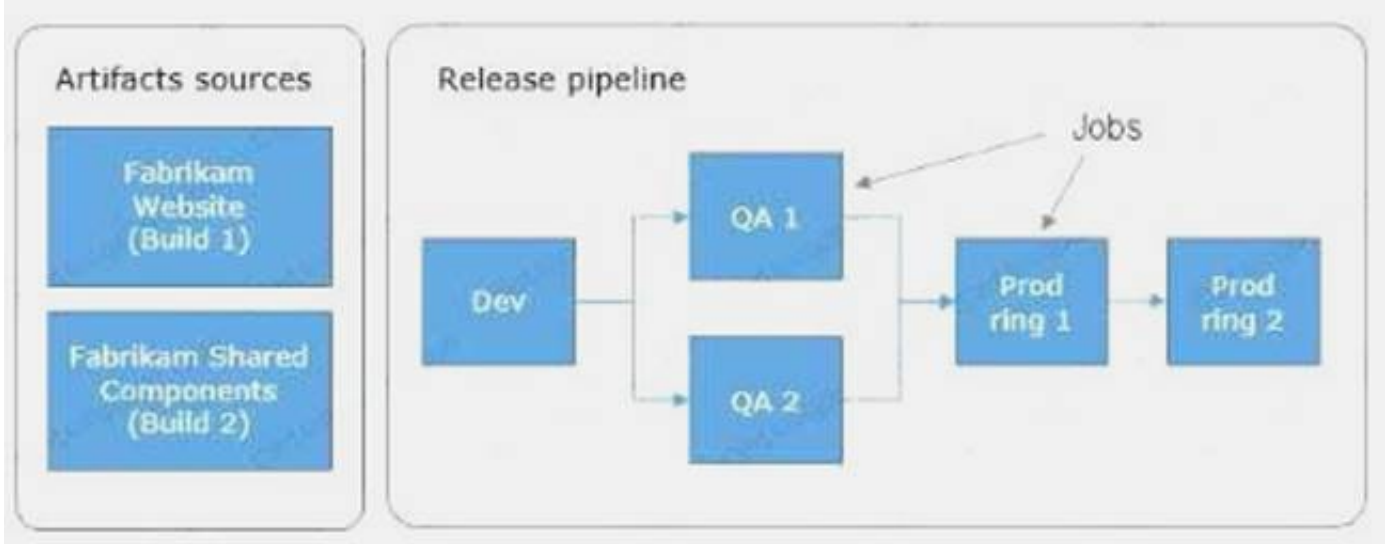 Artifacts sources
Fabrikam
Website
(Build 1)
Fabrikam Shared
Components
(Build 2)
Release pipeline
Jobs
Dev
QA 1
QA 2
Prod
ring 1
Prod
ring 2